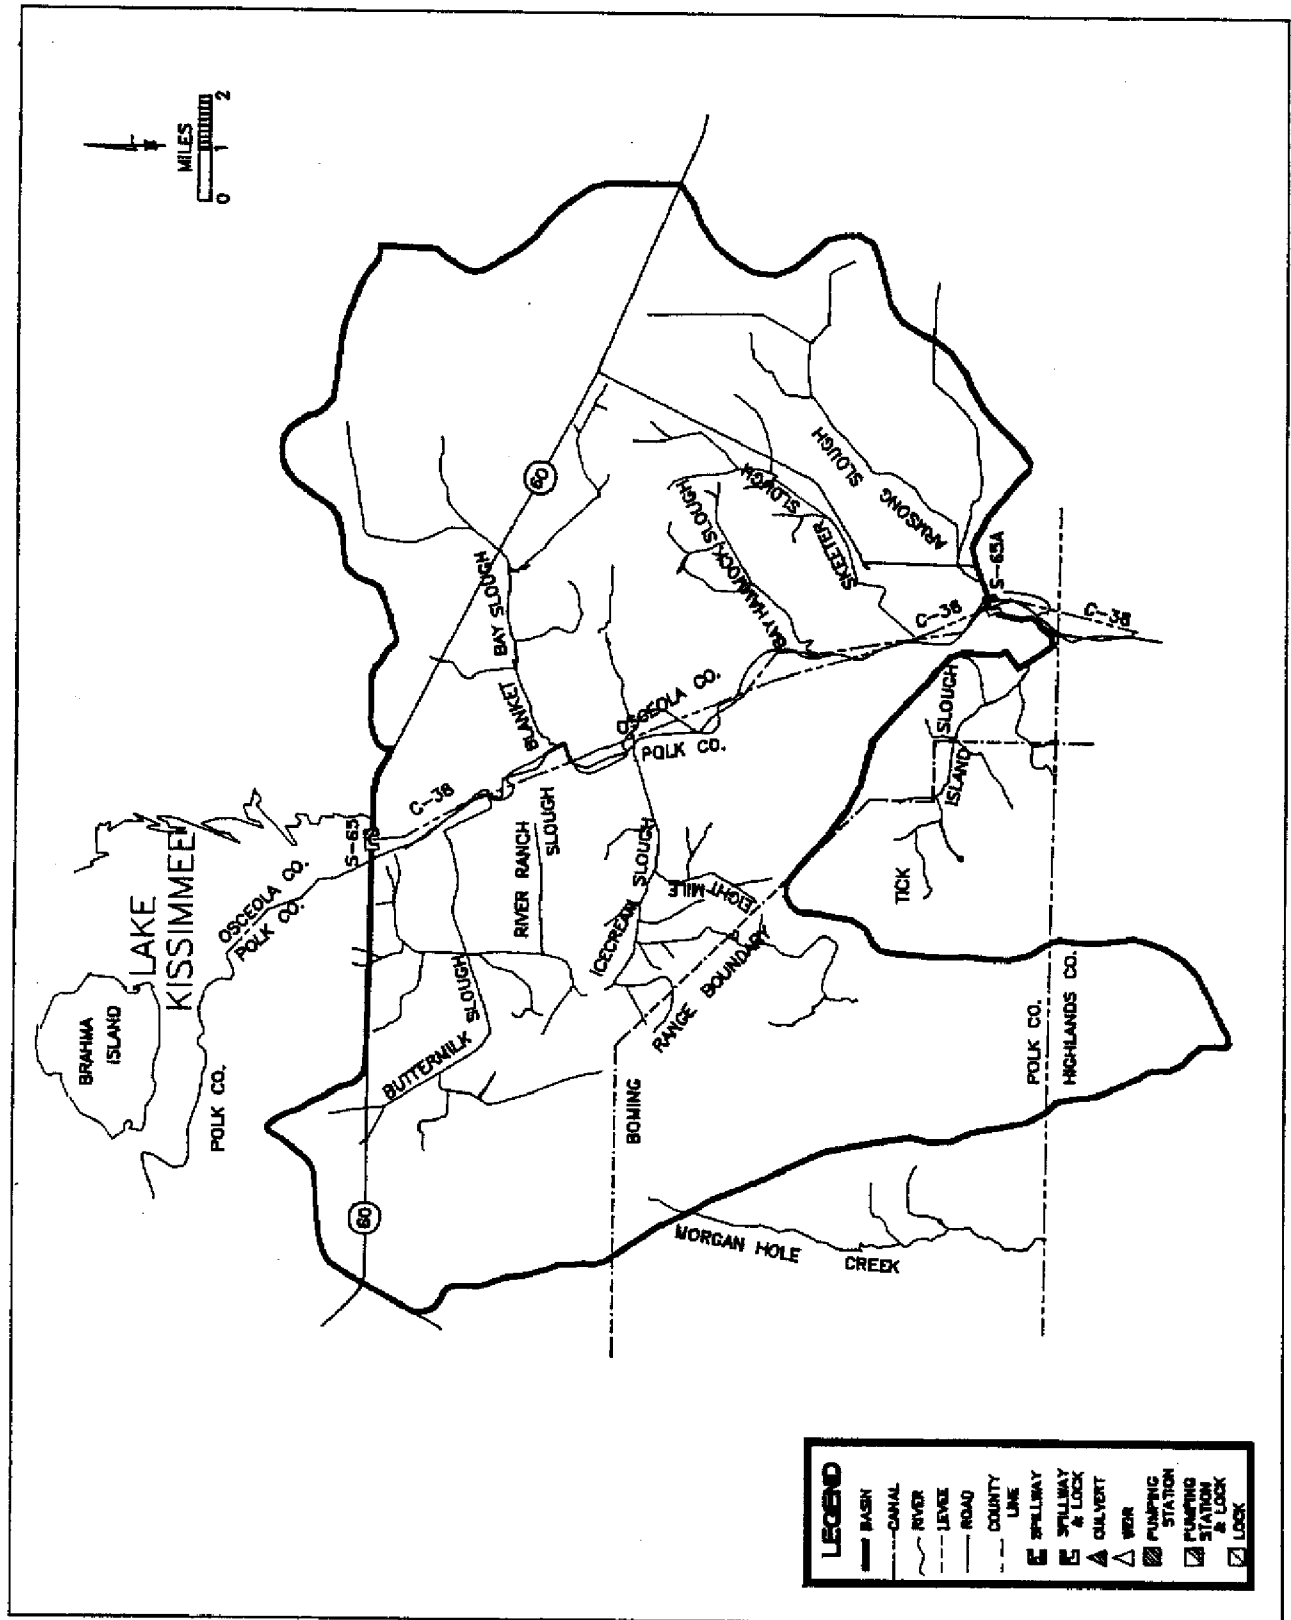 MILES
0 1 2
LAKE
KISSIMMEE
BRAHMA
ISLAND
POLK CO.
OSCEOLA CO.
POLK CO.
S-65
C-38
60
60
BUTTERMILK SLOUGH
RIVER RANCH
SLOUGH
BLANKET BAY SLOUGH
OSCEOLA CO.
POLK CO.
ICECREAM SLOUGH
EIGHT MILE
BOMING
RANGE BOUNDARY
BAY HAMMOCK SLOUGH
SKEETER SLOUGH
ARMSONG SLOUGH
C-38
S-65A
C-38
TICK ISLAND SLOUGH
POLK CO.
HIGHLANDS CO.
MORGAN HOLE CREEK
LEGEND
BASIN
CANAL
RIVER
LEVEE
ROAD
COUNTY
LINE
SPILLWAY
SPILLWAY
& LOCK
CULVERT
WEIR
PUMPING
STATION
PUMPING
STATION
& LOCK
LOCK